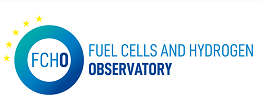 FCHO
FUEL CELLS AND HYDROGEN
OBSERVATORY